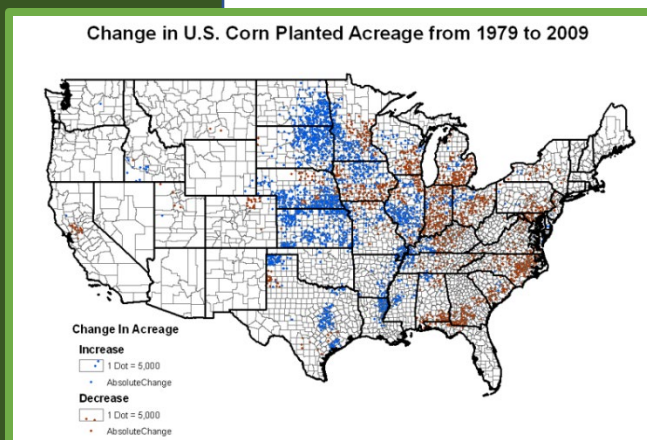 Change in U.S. Corn Planted Acreage from 1979 to 2009
Change In Acreage
Increase
1 Dot = 5,000
AbsoluteChange
Decrease
1 Dot = 5,000
AbsoluteChange